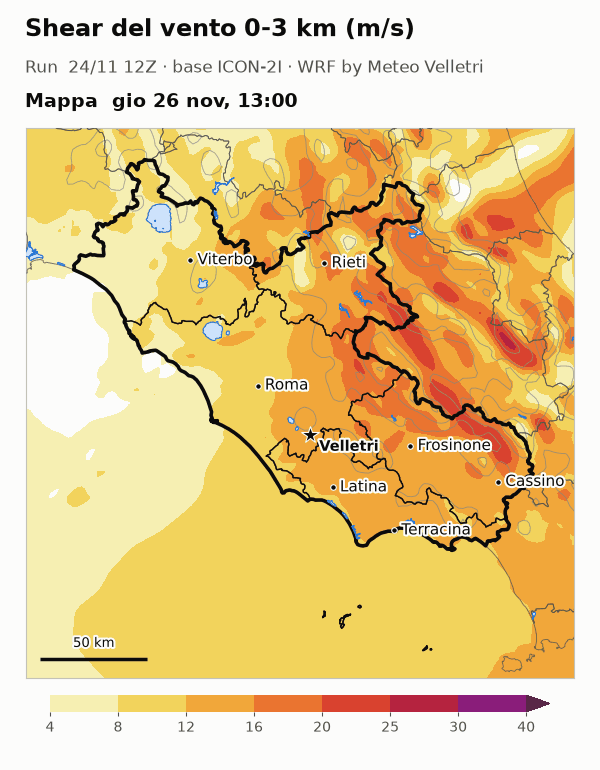 Shear del vento 0-3 km (m/s)
Run  24/11 12Z · base ICON-2I · WRF by Meteo Velletri
Mappa  gio 26 nov, 13:00
Viterbo
Rieti
Roma
Velletri
Frosinone
Latina
Cassino
Terracina
50 km
4 8 12 16 20 25 30 40